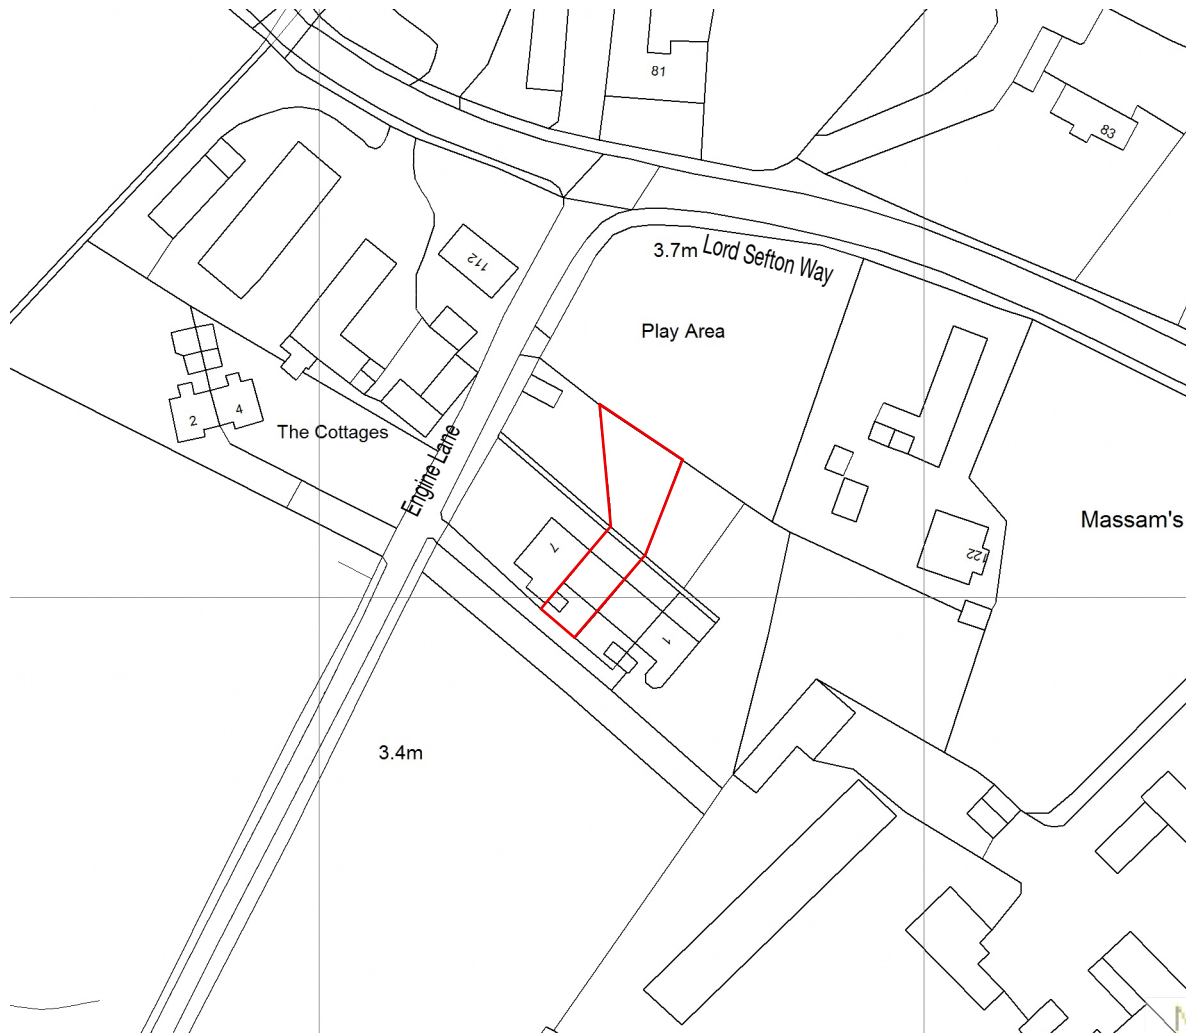 81
83
112
3.7m
Lord Sefton Way
Play Area
2
4
The Cottages
Engine Lane
Massam's
7
122
1
3.4m